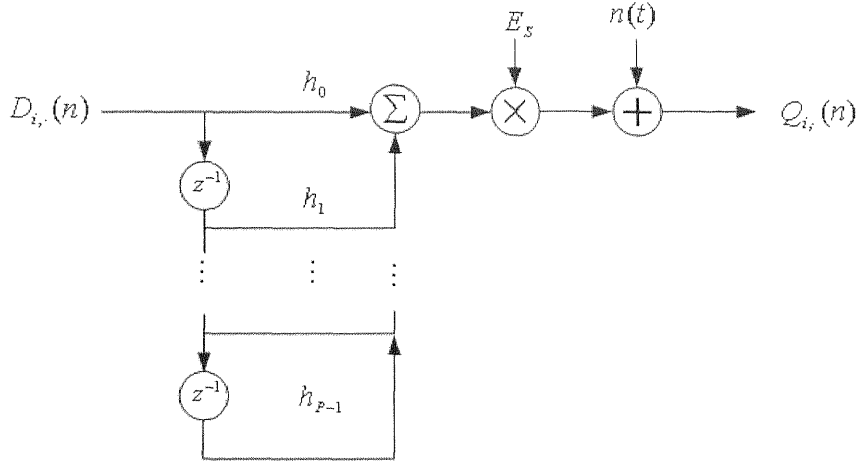 E_s n(t)
D_{i,.}(n) h_0 Σ × + Q_{i,}(n)
z^{-1}
h_1
⋮ ⋮ ⋮
z^{-1}
h_{P-1}